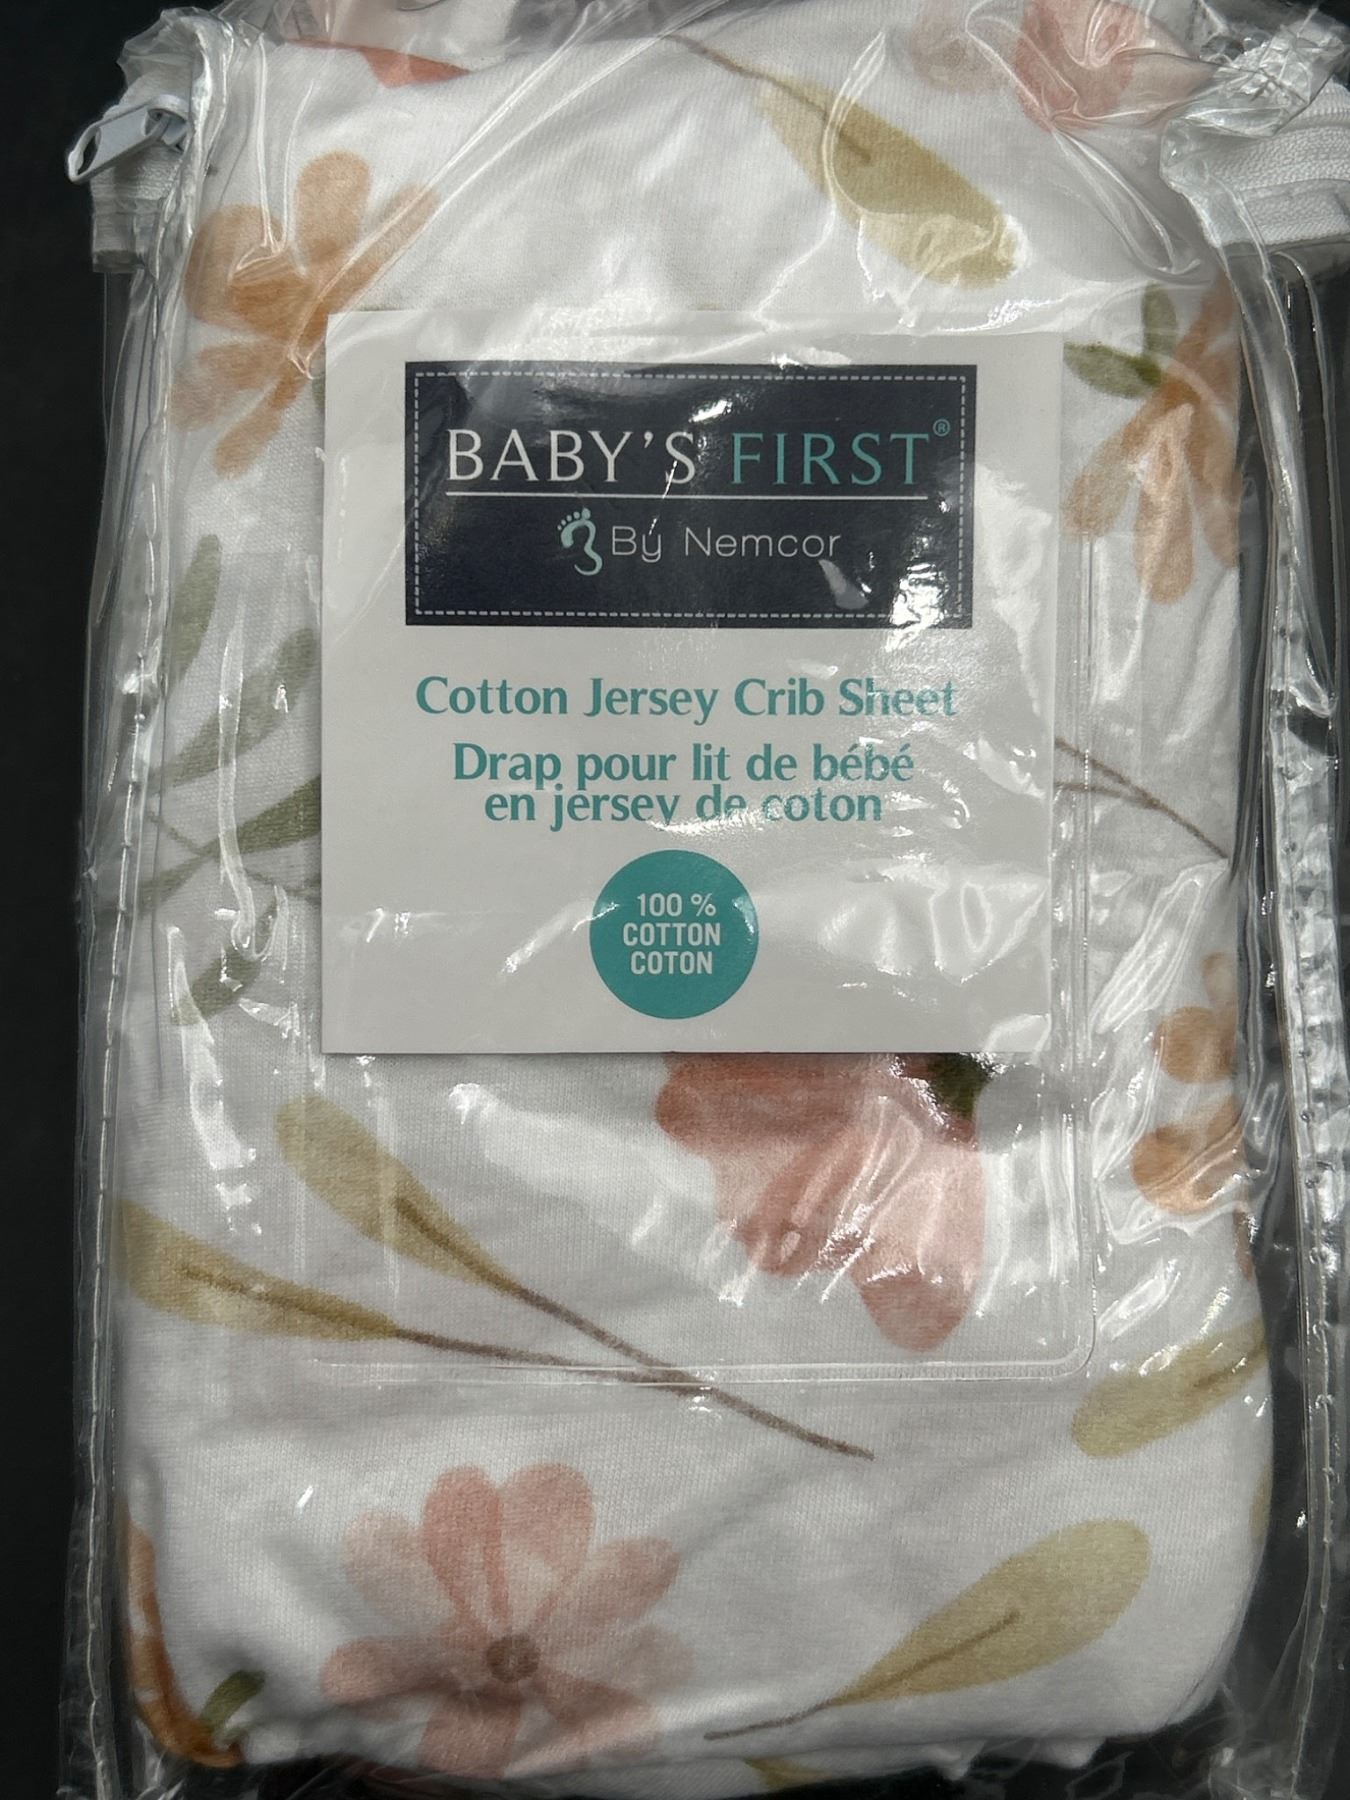 BABY'S FIRST®
By Nemcor
Cotton Jersey Crib Sheet
Drap pour lit de bébé
en jersey de coton
100 %
COTTON
COTON